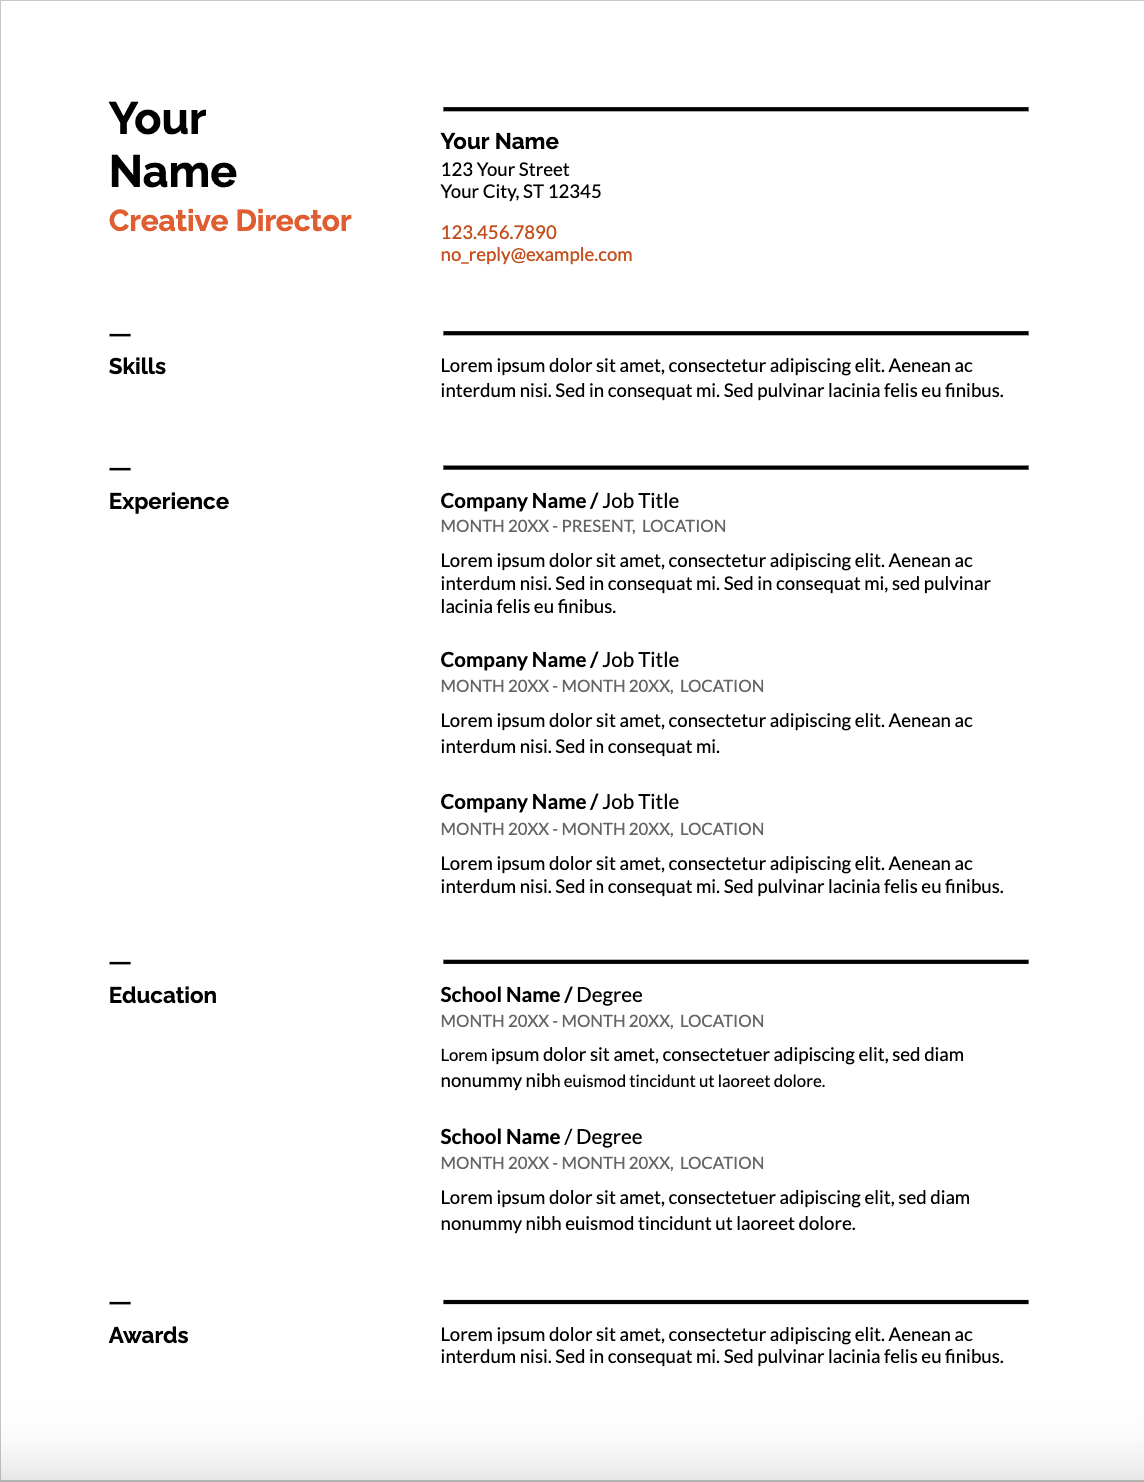 Your
Name
Creative Director
Your Name
123 Your Street
Your City, ST 12345
123.456.7890
no_reply@example.com
—
Skills
Lorem ipsum dolor sit amet, consectetur adipiscing elit. Aenean ac
interdum nisi. Sed in consequat mi. Sed pulvinar lacinia felis eu finibus.
—
Experience
Company Name / Job Title
MONTH 20XX - PRESENT, LOCATION
Lorem ipsum dolor sit amet, consectetur adipiscing elit. Aenean ac
interdum nisi. Sed in consequat mi. Sed in consequat mi, sed pulvinar
lacinia felis eu finibus.
Company Name / Job Title
MONTH 20XX - MONTH 20XX, LOCATION
Lorem ipsum dolor sit amet, consectetur adipiscing elit. Aenean ac
interdum nisi. Sed in consequat mi.
Company Name / Job Title
MONTH 20XX - MONTH 20XX, LOCATION
Lorem ipsum dolor sit amet, consectetur adipiscing elit. Aenean ac
interdum nisi. Sed in consequat mi. Sed pulvinar lacinia felis eu finibus.
—
Education
School Name / Degree
MONTH 20XX - MONTH 20XX, LOCATION
Lorem ipsum dolor sit amet, consectetuer adipiscing elit, sed diam
nonummy nibh euismod tincidunt ut laoreet dolore.
School Name / Degree
MONTH 20XX - MONTH 20XX, LOCATION
Lorem ipsum dolor sit amet, consectetuer adipiscing elit, sed diam
nonummy nibh euismod tincidunt ut laoreet dolore.
—
Awards
Lorem ipsum dolor sit amet, consectetur adipiscing elit. Aenean ac
interdum nisi. Sed in consequat mi. Sed pulvinar lacinia felis eu finibus.